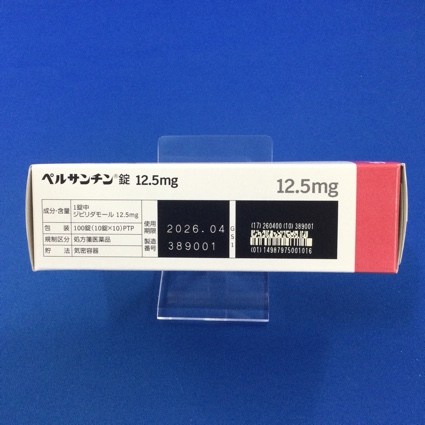 ペルサンチン®錠 12.5mg
12.5mg
成分・含量 1錠中 ジピリダモール 12.5mg
包 装 100錠(10錠×10)PTP
規制区分 処方箋医薬品
貯 法 気密容器
使用期限 2026.04
製造番号 389001
GS1
(17) 260400 (10) 389001
(01) 14987975001016